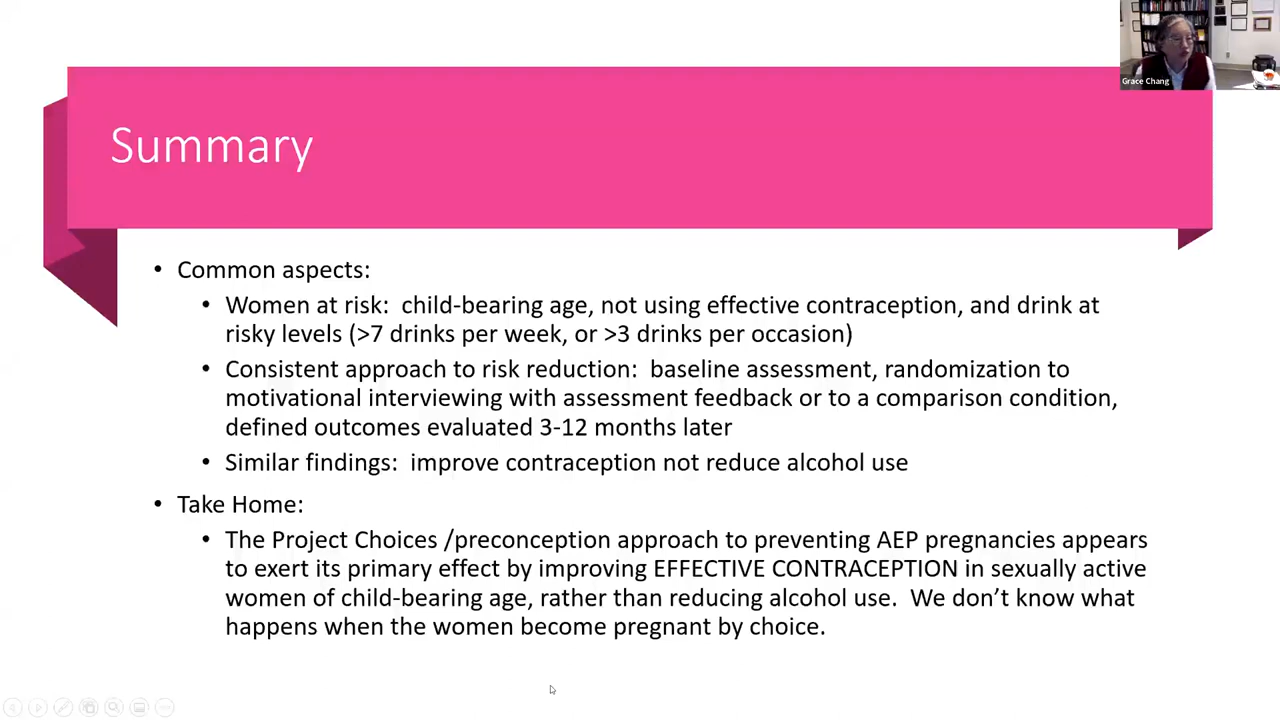 Grace Chang
Summary
• Common aspects:
• Women at risk:  child-bearing age, not using effective contraception, and drink at
risky levels (>7 drinks per week, or >3 drinks per occasion)
• Consistent approach to risk reduction:  baseline assessment, randomization to
motivational interviewing with assessment feedback or to a comparison condition,
defined outcomes evaluated 3-12 months later
• Similar findings:  improve contraception not reduce alcohol use
• Take Home:
• The Project Choices /preconception approach to preventing AEP pregnancies appears
to exert its primary effect by improving EFFECTIVE CONTRACEPTION in sexually active
women of child-bearing age, rather than reducing alcohol use.  We don’t know what
happens when the women become pregnant by choice.